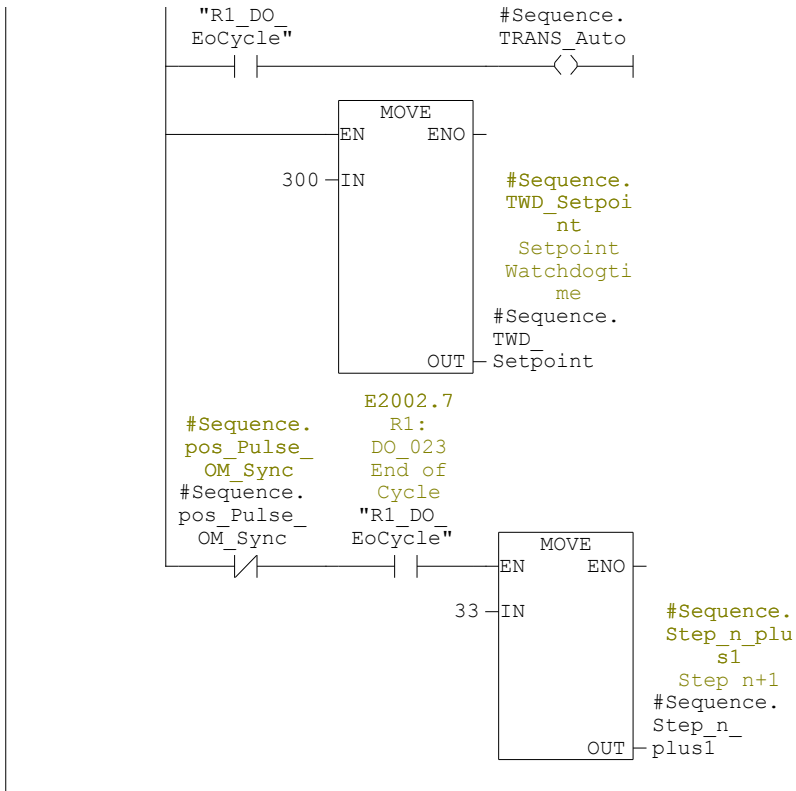 "R1_DO_
EoCycle"
#Sequence.
TRANS_Auto
MOVE
EN
ENO
300
IN
#Sequence.
TWD_Setpoi
nt
Setpoint
Watchdogti
me
#Sequence.
TWD_
Setpoint
OUT
#Sequence.
pos_Pulse_
OM_Sync
#Sequence.
pos_Pulse_
OM_Sync
E2002.7
R1:
DO_023
End of
Cycle
"R1_DO_
EoCycle"
MOVE
EN
ENO
33
IN
#Sequence.
Step_n_plu
s1
Step n+1
#Sequence.
Step_n_
plus1
OUT